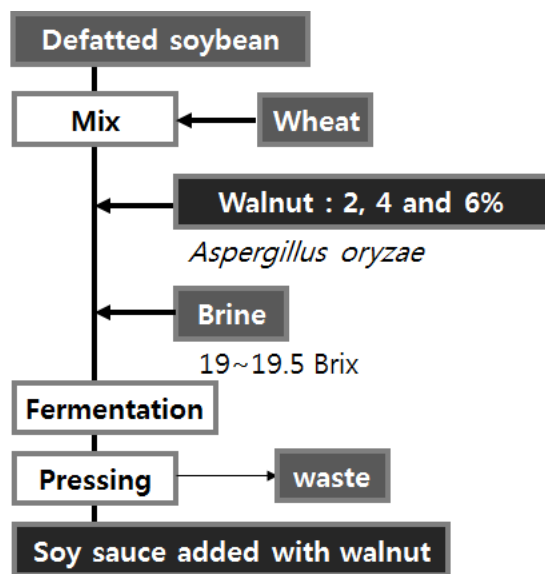 Defatted soybean
Mix
Wheat
Walnut : 2, 4 and 6%
Aspergillus oryzae
Brine
19~19.5 Brix
Fermentation
Pressing
waste
Soy sauce added with walnut